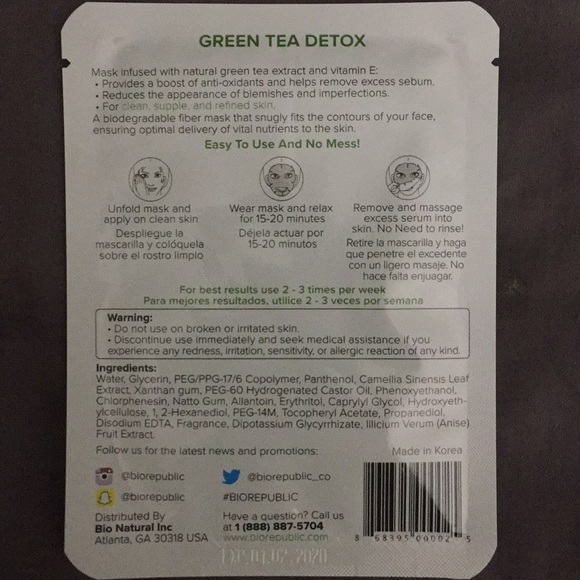 GREEN TEA DETOX
Mask infused with natural green tea extract and vitamin E:
• Provides a boost of anti-oxidants and helps remove excess sebum.
• Reduces the appearance of blemishes and imperfections.
• For clean, supple, and refined skin.
A biodegradable fiber mask that snugly fits the contours of your face,
ensuring optimal delivery of vital nutrients to the skin.
Easy To Use And No Mess!
Unfold mask and
apply on clean skin
Despliegue la
mascarilla y colóquela
sobre el rostro limpio
Wear mask and relax
for 15-20 minutes
Déjela actuar por
15-20 minutos
Remove and massage
excess serum into
skin. No Need to rinse!
Retire la mascarilla y haga
que penetre el excedente
con un ligero masaje. No
hace falta enjuagar.
For best results use 2 - 3 times per week
Para mejores resultados, utilice 2 - 3 veces por semana
Warning:
• Do not use on broken or irritated skin.
• Discontinue use immediately and seek medical assistance if you
experience any redness, irritation, sensitivity, or allergic reaction of any kind.
Ingredients:
Water, Glycerin, PEG/PPG-17/6 Copolymer, Panthenol, Camellia Sinensis Leaf
Extract, Xanthan gum, PEG-60 Hydrogenated Castor Oil, Phenoxyethanol,
Chlorphenesin, Natto Gum, Allantoin, Erythritol, Caprylyl Glycol, Hydroxyeth-
ylcellulose, 1, 2-Hexanediol, PEG-14M, Tocopheryl Acetate, Propanediol,
Disodium EDTA, Fragrance, Dipotassium Glycyrrhizate, Illicium Verum (Anise)
Fruit Extract.
Follow us for the latest news and promotions:
Made in Korea
@biorepublic
@biorepublic_co
@biorepublic
#BIOREPUBLIC
Distributed By
Bio Natural Inc
Atlanta, GA 30318 USA
Have a question? Call us
at 1 (888) 887-5704
www.biorepublic.com
8 68395 00002 5